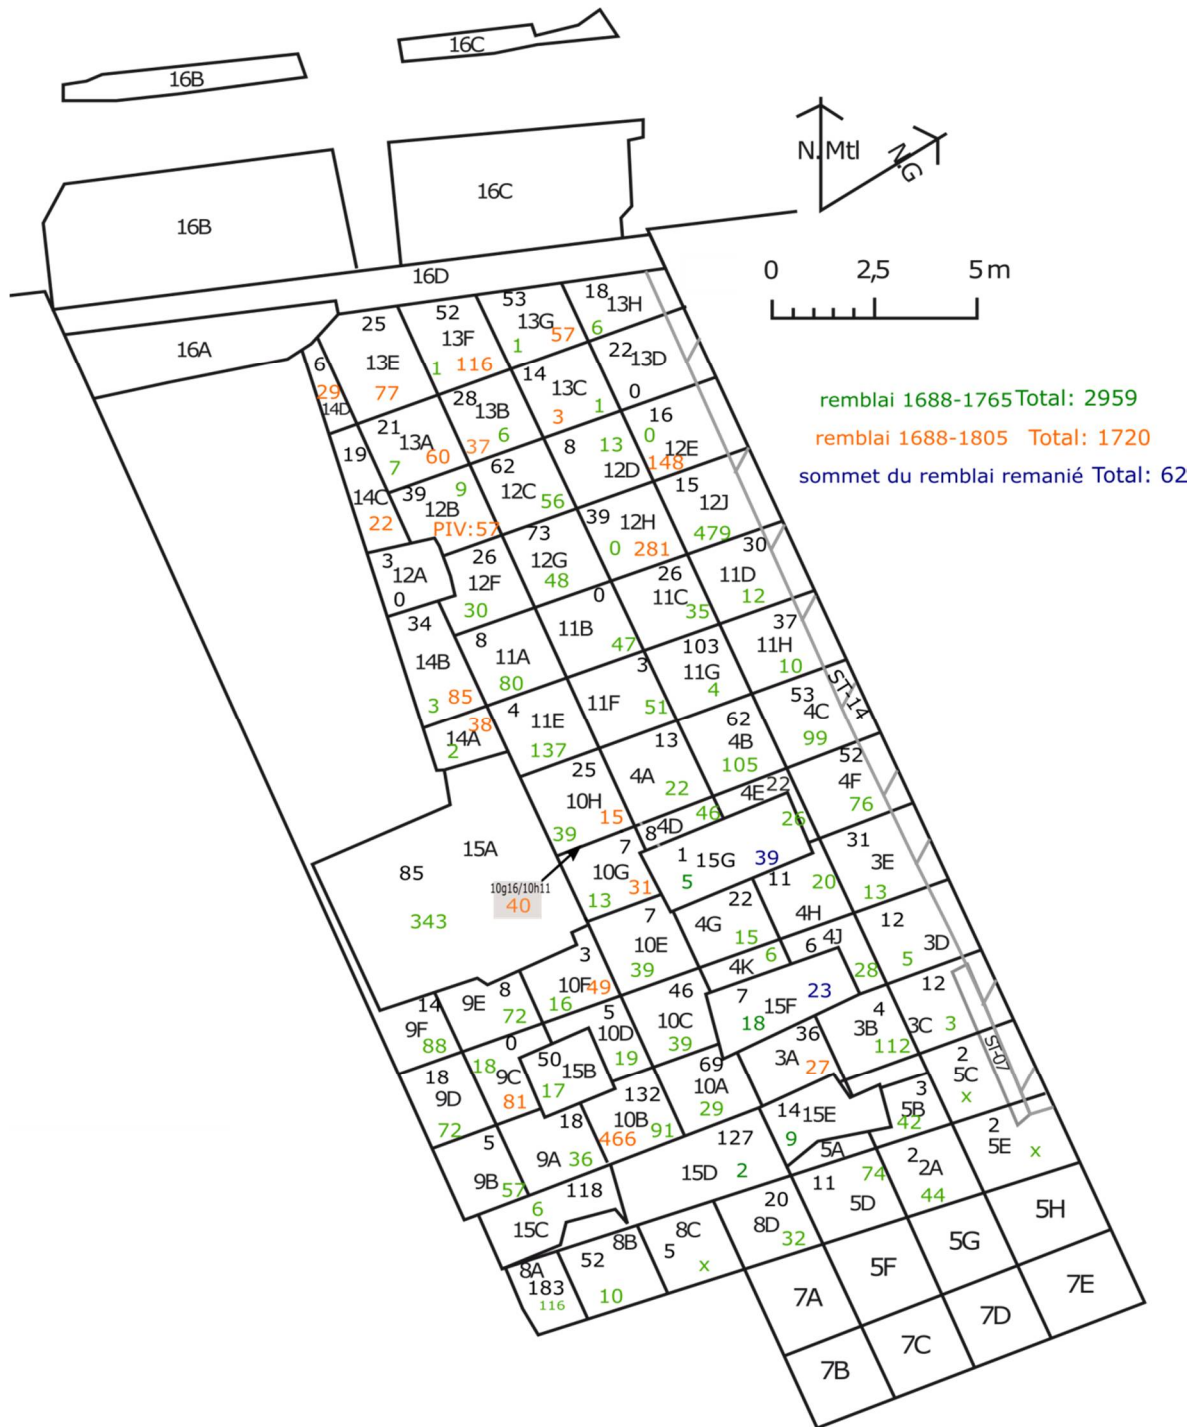 16C
16B
16C
16B
N.Mtl
N.G
16D
0 2,5 5m
16A
18
13H
6
53
13G
57
1
52
13F
1 116
25
13E
77
6
29
14D
22
13D
0
14
13C
3 1
28
13B
37 6
21
13A
7 60
19
14C
22
remblai 1688-1765 Total: 2959
remblai 1688-1805 Total: 1720
sommet du remblai remanié Total: 62
16
0 12E
148
8 13
12D
62
12C
56
39 9
12B
PIV:57
3
12A
0
15
12J
479
39
12H
0 281
73
12G
48
26
12F
30
34
14B
3 85
30
11D
12
26
11C
35
0
11B
47
8
11A
80
38
14A
2
37
11H
10
103
11G
4
3
11F
51
4
11E
137
ST-14
53
4C
99
62
4B
105
13
4A
22
25
10H
15
39
52
4F
76
4E 22
26
46
4D
8
7
10G
31
13
1 15G 39
5
15A
85
343
10g16/10h11
40
31
3E
13
11 20
4H
22
4G
15
7
10E
39
12
3D
5
6 4J
28
6
4K
7 23
15F
18
3
10F 49
16
8
9E
72
14
9F
88
12
3C 3
4
3B
112
36
3A
27
46
10C
39
5
10D
19
50
15B
17
0
18
9C
81
18
9D
72
ST-07
2
5C
x
3
5B
42
14 15E
9
5A
69
10A
29
132
10B
466 91
18
9A 36
5
9B
57
2
5E
x
2
2A
44
74
11
5D
127
15D 2
118
6
15C
20
8D
32
8C
5
x
8B
52
10
8A
183
116
5H
5G
5F
7E
7D
7A
7C
7B